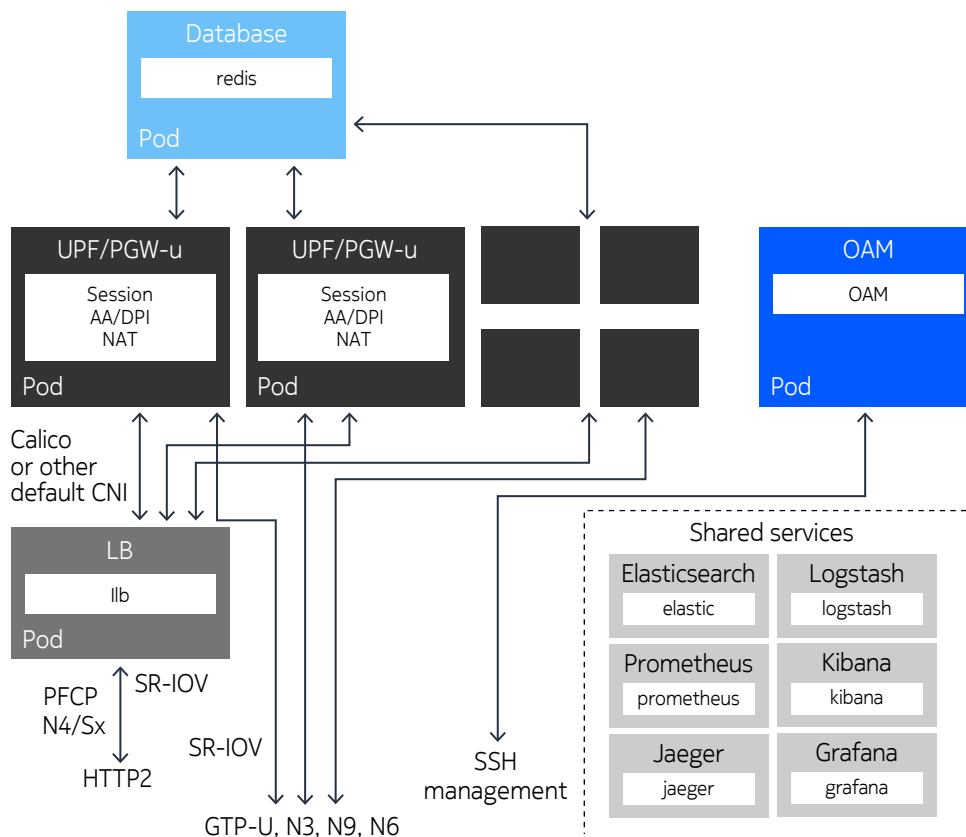 Database
redis
Pod
UPF/PGW-u
Session
AA/DPI
NAT
Pod
UPF/PGW-u
Session
AA/DPI
NAT
Pod
OAM
OAM
Pod
Calico
or other
default CNI
LB
llb
Pod
SR-IOV
PFCP
N4/Sx
HTTP2
SR-IOV
GTP-U, N3, N9, N6
SSH
management
Shared services
Elasticsearch
elastic
Logstash
logstash
Prometheus
prometheus
Kibana
kibana
Jaeger
jaeger
Grafana
grafana